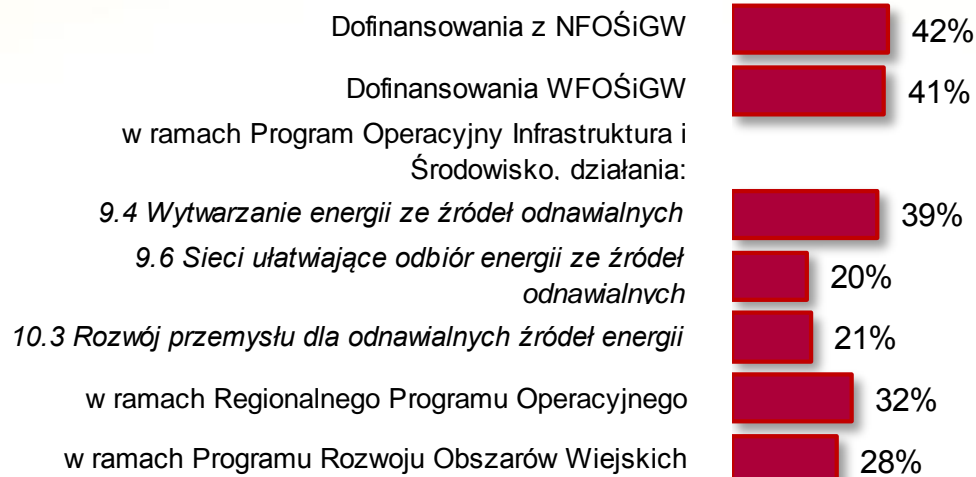 Dofinansowania z NFOŚiGW 42%
Dofinansowania WFOŚiGW 41%
w ramach Program Operacyjny Infrastruktura i
Środowisko, działania:
9.4 Wytwarzanie energii ze źródeł odnawialnych 39%
9.6 Sieci ułatwiające odbiór energii ze źródeł
odnawialnych 20%
10.3 Rozwój przemysłu dla odnawialnych źródeł energii 21%
w ramach Regionalnego Programu Operacyjnego 32%
w ramach Programu Rozwoju Obszarów Wiejskich 28%